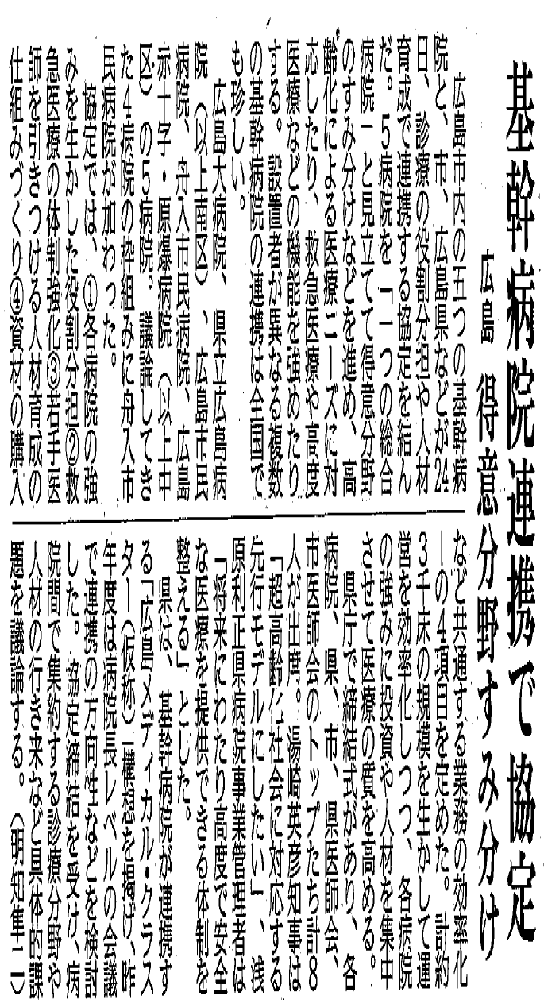 基幹病院連携で協定
広島 得意分野すみ分け
広島市内の五つの基幹病
院と、市、広島県などが24
日、診療の役割分担や人材
育成で連携する協定を結ん
だ。5病院を「一つの総合
病院」と見立てて得意分野
のすみ分けなどを進め、高
齢化による医療ニーズに対
応したり、救急医療や高度
医療などの機能を強めたり
する。設置者が異なる複数
の基幹病院の連携は全国で
も珍しい。
広島大病院、県立広島病
院（以上南区）、広島市民
病院、舟入市民病院、広島
赤十字・原爆病院（以上中
区）の5病院。議論してき
た4病院の枠組みに舟入市
民病院が加わった。
協定では、①各病院の強
みを生かした役割分担②救
急医療の体制強化③若手医
師を引きつける人材育成の
仕組みづくり④資材の購入
など共通する業務の効率化
―の4項目を定めた。計約
3千床の規模を生かして運
営を効率化しつつ、各病院
の強みに投資や人材を集中
させて医療の質を高める。
県庁で締結式があり、各
病院、県、市、県医師会、
市医師会のトップたち計8
人が出席。湯崎英彦知事は
「超高齢化社会に対応する
先行モデルにしたい」、浅
原利正県病院事業管理者は
「将来にわたり高度で安全
な医療を提供できる体制を
整える」とした。
県は、基幹病院が連携す
る「広島メディカル・クラス
ター（仮称）」構想を掲げ、昨
年度は病院長レベルの会議
で連携の方向性などを検討
した。協定締結を受け、病
院間で集約する診療分野や
人材の行き来など具体的課
題を議論する。（明知隼二）